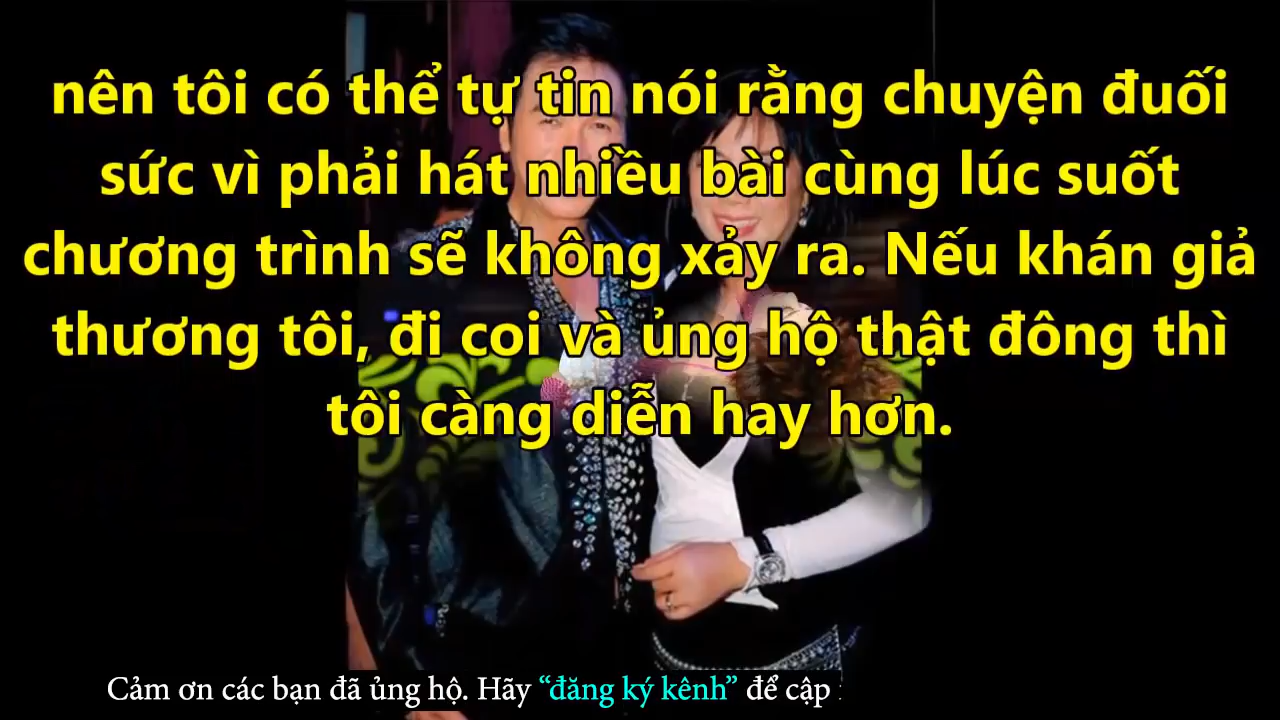 nên tôi có thể tự tin nói rằng chuyện đuối
sức vì phải hát nhiều bài cùng lúc suốt
chương trình sẽ không xảy ra. Nếu khán giả
thương tôi, đi coi và ủng hộ thật đông thì
tôi càng diễn hay hơn.
Cảm ơn các bạn đã ủng hộ. Hãy “đăng ký kênh” để cập